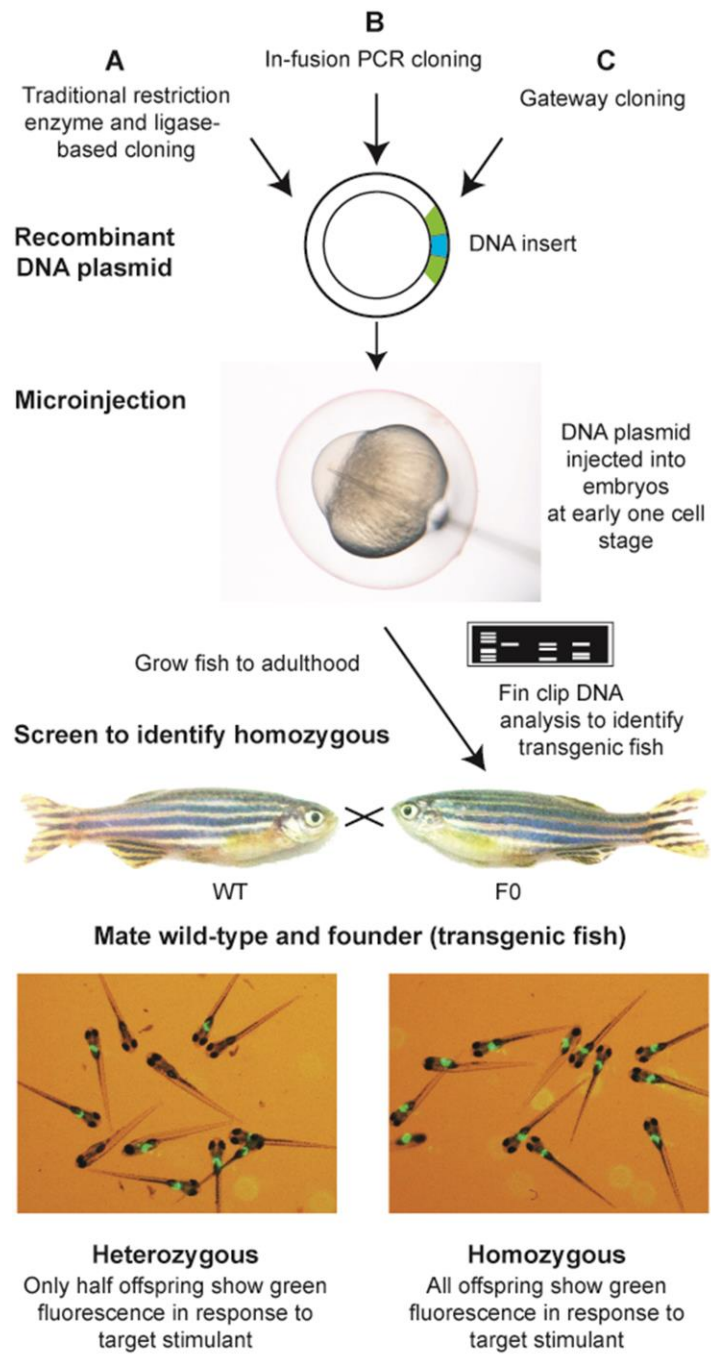 A
Traditional restriction
enzyme and ligase-
based cloning
B
In-fusion PCR cloning
C
Gateway cloning
Recombinant
DNA plasmid
DNA insert
Microinjection
DNA plasmid
injected into
embryos
at early one cell
stage
Grow fish to adulthood
Fin clip DNA
analysis to identify
transgenic fish
Screen to identify homozygous
WT
F0
Mate wild-type and founder (transgenic fish)
Heterozygous
Only half offspring show green
fluorescence in response to
target stimulant
Homozygous
All offspring show green
fluorescence in response to
target stimulant